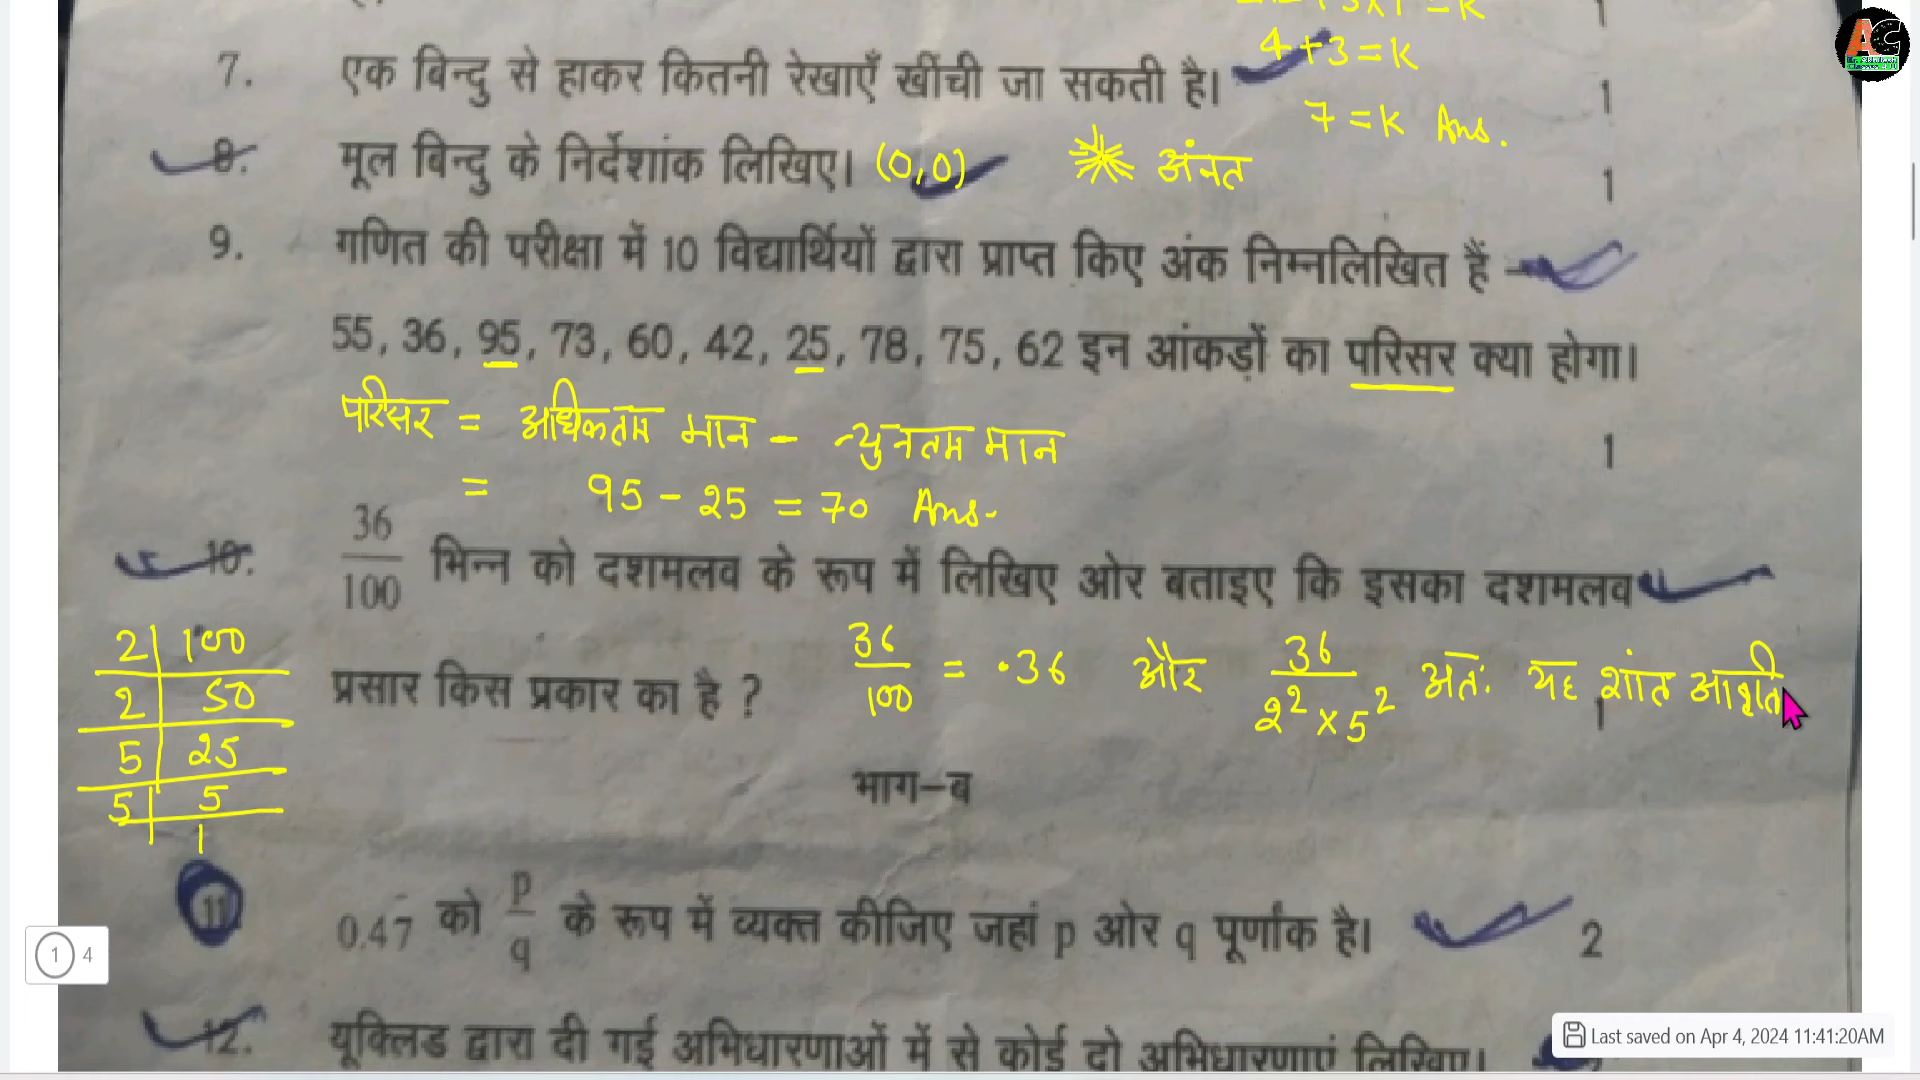 4+3=K
7. एक बिन्दु से हाकर कितनी रेखाएँ खींची जा सकती है। 1
7=K Ans.
8. मूल बिन्दु के निर्देशांक लिखिए। (0,0) अंनत 1
9. गणित की परीक्षा में 10 विद्यार्थियों द्वारा प्राप्त किए अंक निम्नलिखित हैं –
55, 36, 95, 73, 60, 42, 25, 78, 75, 62 इन आंकड़ों का परिसर क्या होगा।
परिसर = अधिकतम मान - न्युनतम मान 1
= 95 - 25 = 70 Ans.
10. 36/100 भिन्न को दशमलव के रूप में लिखिए ओर बताइए कि इसका दशमलव
प्रसार किस प्रकार का है ? 36/100 = .36 और 36/2²×5² अतः यह शांत 1
2 100
2 50
5 25
5 5
1
भाग–ब
11 0.47 को p/q के रूप में व्यक्त कीजिए जहां p ओर q पूर्णांक है। 2
12. यूक्लिड द्वारा दी गई अभिधारणाओं में से कोई दो अभिधारणाएं लिखिए।
1 4
Last saved on Apr 4, 2024 11:41:20AM
AC